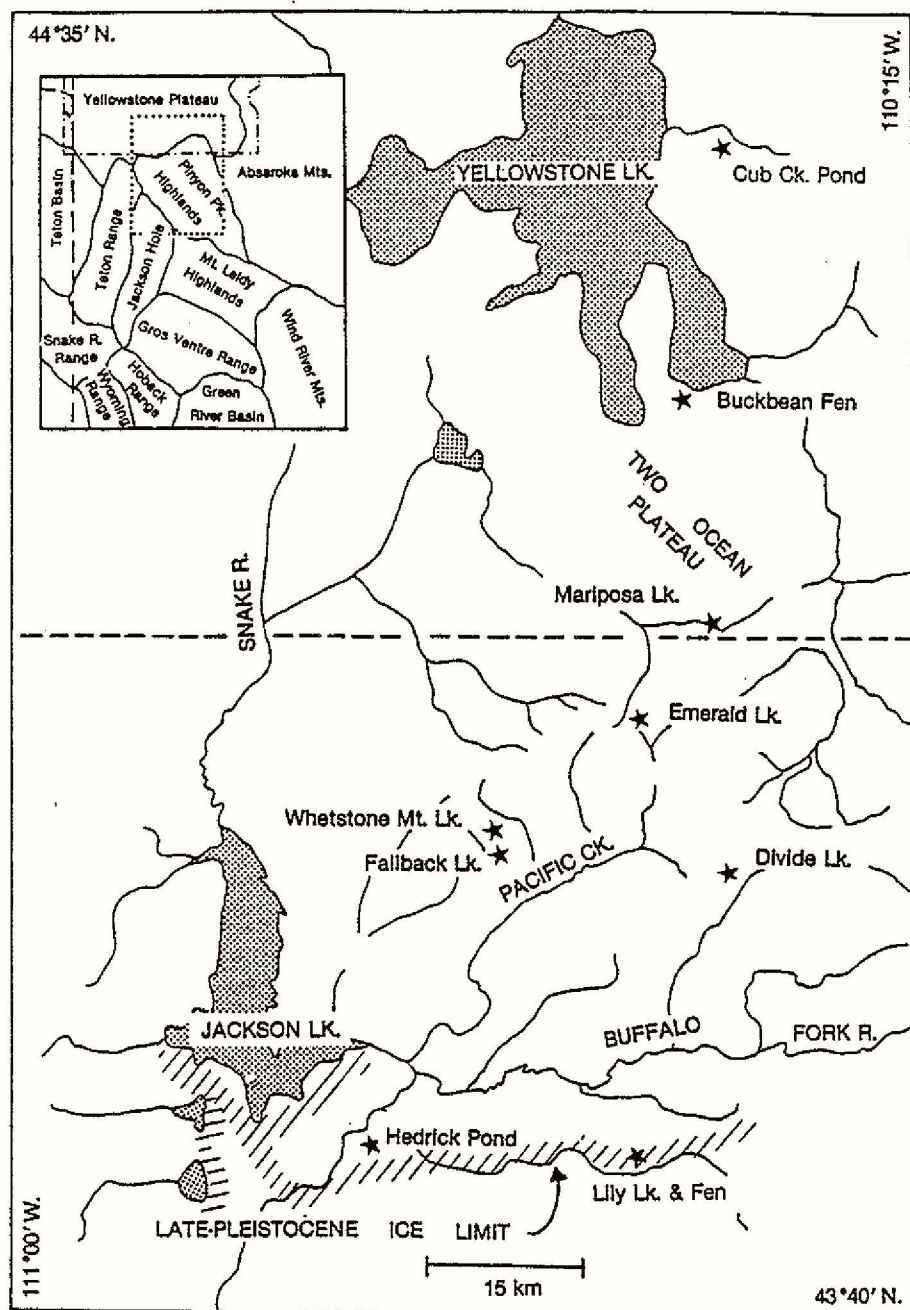 44°35' N.
110°15' W.
Yellowstone Plateau
Absaroka Mts.
Pinyon Pk.
Highlands
Teton Basin
Teton Range
Jackson Hole
Mt. Leidy
Highlands
Gros Ventre Range
Wind River Mts.
Snake R.
Range
Wyoming
Range
Hoback
Range
Green
River Basin
YELLOWSTONE LK.
Cub Ck. Pond
Buckbean Fen
TWO OCEAN
PLATEAU
SNAKE R.
Mariposa Lk.
Emerald Lk.
Whetstone Mt. Lk.
Fallback Lk.
PACIFIC CK.
Divide Lk.
JACKSON LK.
BUFFALO FORK R.
Hedrick Pond
Lily Lk. & Fen
LATE-PLEISTOCENE ICE LIMIT
15 km
111°00' W.
43°40' N.